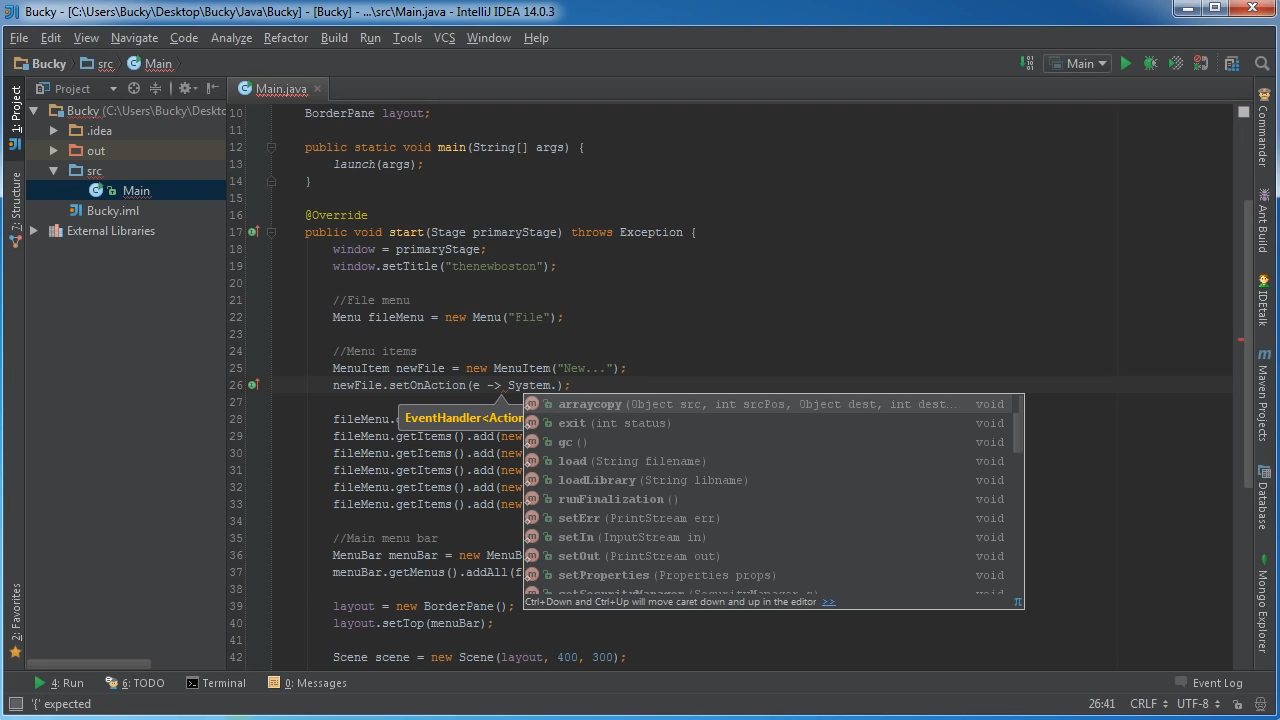 Bucky - [C:\Users\Bucky\Desktop\Bucky\Java\Bucky] - [Bucky] - ...\src\Main.java - IntelliJ IDEA 14.0.3
File Edit View Navigate Code Analyze Refactor Build Run Tools VCS Window Help
Bucky src Main
Main
Project
Main.java
1: Project
7: Structure
2: Favorites
Bucky (C:\Users\Bucky\Deskto
.idea
out
src
Main
Bucky.iml
External Libraries
10 BorderPane layout;
11
12 public static void main(String[] args) {
13 launch(args);
14 }
15
16 @Override
17 public void start(Stage primaryStage) throws Exception {
18 window = primaryStage;
19 window.setTitle("thenewboston");
20
21 //File menu
22 Menu fileMenu = new Menu("File");
23
24 //Menu items
25 MenuItem newFile = new MenuItem("New...");
26 newFile.setOnAction(e -> System.);
27
EventHandler<Action
28 fileMenu.
29 fileMenu.getItems().add(new
30 fileMenu.getItems().add(new
31 fileMenu.getItems().add(new
32 fileMenu.getItems().add(new
33 fileMenu.getItems().add(new
34
35 //Main menu bar
36 MenuBar menuBar = new MenuB
37 menuBar.getMenus().addAll(f
38
39 layout = new BorderPane();
40 layout.setTop(menuBar);
41
42 Scene scene = new Scene(layout, 400, 300);
arraycopy(Object src, int srcPos, Object dest, int dest... void
exit(int status) void
gc() void
load(String filename) void
loadLibrary(String libname) void
runFinalization() void
setErr(PrintStream err) void
setIn(InputStream in) void
setOut(PrintStream out) void
setProperties(Properties props) void
Ctrl+Down and Ctrl+Up will move caret down and up in the editor >>
π
Commander
Ant Build
IDEtalk
Maven Projects
Database
Mongo Explorer
4: Run 6: TODO Terminal 0: Messages Event Log
'{' expected 26:41 CRLF UTF-8